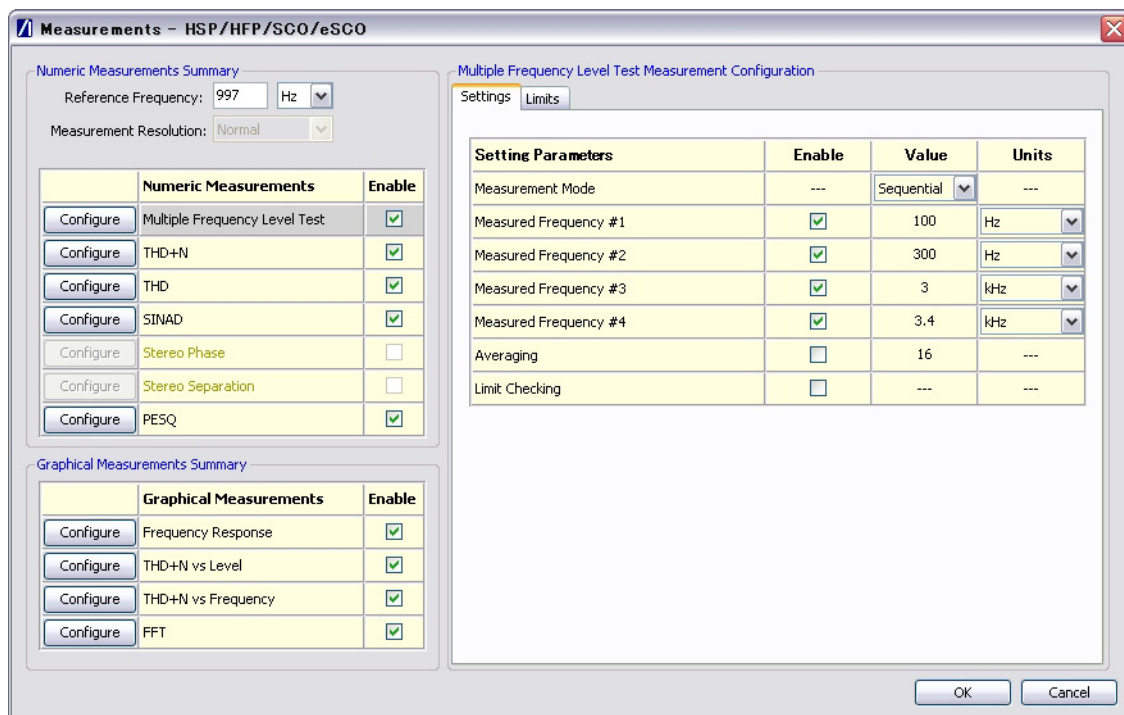 Measurements - HSP/HFP/SCO/eSCO
Numeric Measurements Summary
Reference Frequency: 997 Hz
Measurement Resolution: Normal
Numeric Measurements Enable
Configure Multiple Frequency Level Test
Configure THD+N
Configure THD
Configure SINAD
Configure Stereo Phase
Configure Stereo Separation
Configure PESQ
Graphical Measurements Summary
Graphical Measurements Enable
Configure Frequency Response
Configure THD+N vs Level
Configure THD+N vs Frequency
Configure FFT
Multiple Frequency Level Test Measurement Configuration
Settings Limits
Setting Parameters Enable Value Units
Measurement Mode --- Sequential ---
Measured Frequency #1 100 Hz
Measured Frequency #2 300 Hz
Measured Frequency #3 3 kHz
Measured Frequency #4 3.4 kHz
Averaging 16 ---
Limit Checking --- ---
OK Cancel